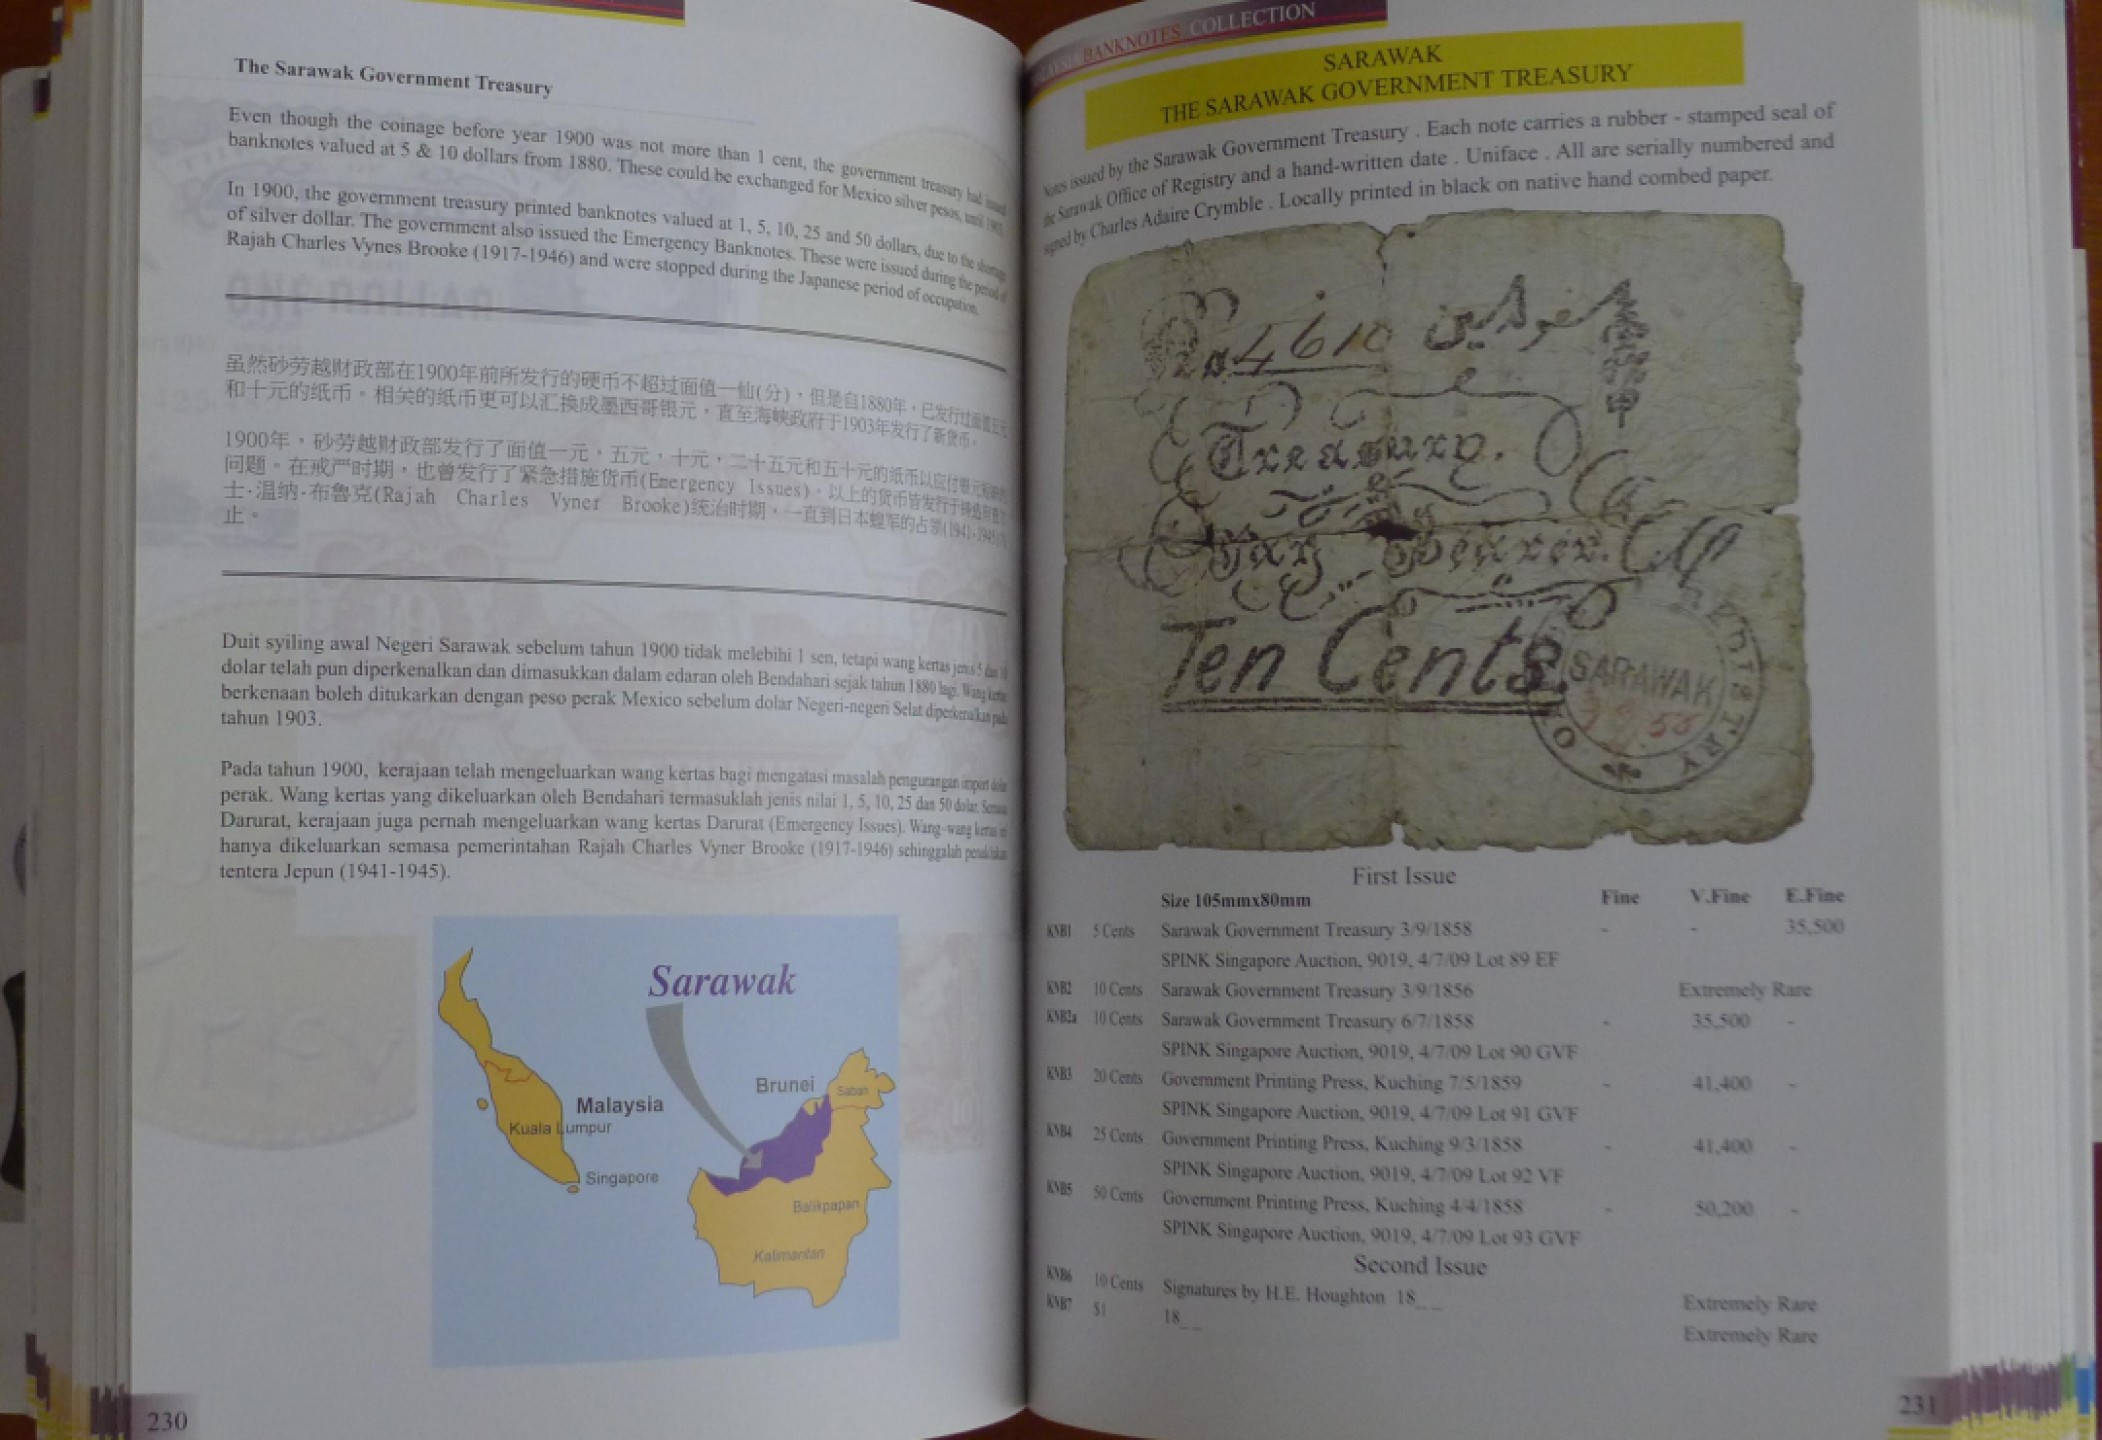 The Sarawak Government Treasury
Even though the coinage before year 1900 was not more than 1 cent, the government treasury had issued
banknotes valued at 5 & 10 dollars from 1880. These could be exchanged for Mexico silver pesos, until 1903.
In 1900, the government treasury printed banknotes valued at 1, 5, 10, 25 and 50 dollars, due to the shortage
of silver dollar. The government also issued the Emergency Banknotes. These were issued during the period of
Rajah Charles Vynes Brooke (1917-1946) and were stopped during the Japanese period of occupation.
虽然砂劳越财政部在1900年前所发行的硬币不超过面值一仙(分)，但是自1880年，已发行过面值五元
和十元的纸币。相关的纸币更可以汇换成墨西哥银元，直至海峡政府于1903年发行了新货币。
1900年，砂劳越财政部发行了面值一元，五元，十元，二十五元和五十元的纸币以应付银元短缺的
问题。在戒严时期，也曾发行了紧急措施货币(Emergency Issues)。以上的货币皆发行于
士·温纳·布鲁克(Rajah Charles Vyner Brooke)统治时期，一直到日本蝗军的占领(1941-1945)
止。
Duit syiling awal Negeri Sarawak sebelum tahun 1900 tidak melebihi 1 sen, tetapi wang kertas jenis 5 dan 10
dolar telah pun diperkenalkan dan dimasukkan dalam edaran oleh Bendahari sejak tahun 1880 lagi. Wang kertas
berkenaan boleh ditukarkan dengan peso perak Mexico sebelum dolar Negeri-negeri Selat diperkenalkan pada
tahun 1903.
Pada tahun 1900, kerajaan telah mengeluarkan wang kertas bagi mengatasi masalah pengurangan import dolar
perak. Wang kertas yang dikeluarkan oleh Bendahari termasuklah jenis nilai 1, 5, 10, 25 dan 50 dolar. Semasa
Darurat, kerajaan juga pernah mengeluarkan wang kertas Darurat (Emergency Issues). Wang-wang kertas ni
hanya dikeluarkan semasa pemerintahan Rajah Charles Vyner Brooke (1917-1946) sehinggalah
tentera Jepun (1941-1945).
Sarawak
Brunei
Sabah
Malaysia
Kuala Lumpur
Singapore
Balikpapan
Kalimantan
230
BANKNOTES COLLECTION
SARAWAK
THE SARAWAK GOVERNMENT TREASURY
Notes issued by the Sarawak Government Treasury . Each note carries a rubber - stamped seal of
the Sarawak Office of Registry and a hand-written date . Uniface . All are serially numbered and
signed by Charles Adaire Crymble . Locally printed in black on native hand combed paper.
4610
Treasury.
Pay Bearer.
Ten Cents.
SARAWAK
First Issue
Size 105mmx80mm Fine V.Fine E.Fine
KNB1 5 Cents Sarawak Government Treasury 3/9/1858 - - 35,500
SPINK Singapore Auction, 9019, 4/7/09 Lot 89 EF
KNB2 10 Cents Sarawak Government Treasury 3/9/1856 Extremely Rare
KNB2a 10 Cents Sarawak Government Treasury 6/7/1858 - 35,500 -
SPINK Singapore Auction, 9019, 4/7/09 Lot 90 GVF
KNB3 20 Cents Government Printing Press, Kuching 7/5/1859 - 41,400 -
SPINK Singapore Auction, 9019, 4/7/09 Lot 91 GVF
KNB4 25 Cents Government Printing Press, Kuching 9/3/1858 - 41,400 -
SPINK Singapore Auction, 9019, 4/7/09 Lot 92 VF
KNB5 50 Cents Government Printing Press, Kuching 4/4/1858 - 50,200 -
SPINK Singapore Auction, 9019, 4/7/09 Lot 93 GVF
Second Issue
KNB6 10 Cents Signatures by H.E. Houghton 18_ _ Extremely Rare
KNB7 $1 18_ _ Extremely Rare
231